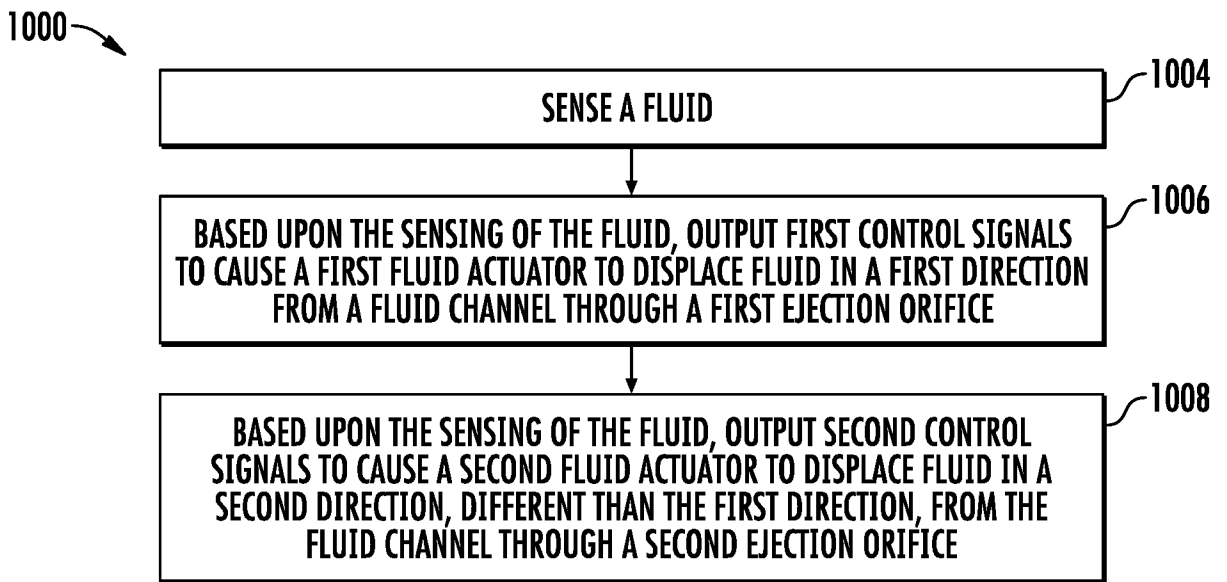 1000
1004
SENSE A FLUID
1006
BASED UPON THE SENSING OF THE FLUID, OUTPUT FIRST CONTROL SIGNALS
TO CAUSE A FIRST FLUID ACTUATOR TO DISPLACE FLUID IN A FIRST DIRECTION
FROM A FLUID CHANNEL THROUGH A FIRST EJECTION ORIFICE
1008
BASED UPON THE SENSING OF THE FLUID, OUTPUT SECOND CONTROL
SIGNALS TO CAUSE A SECOND FLUID ACTUATOR TO DISPLACE FLUID IN A
SECOND DIRECTION, DIFFERENT THAN THE FIRST DIRECTION, FROM THE
FLUID CHANNEL THROUGH A SECOND EJECTION ORIFICE